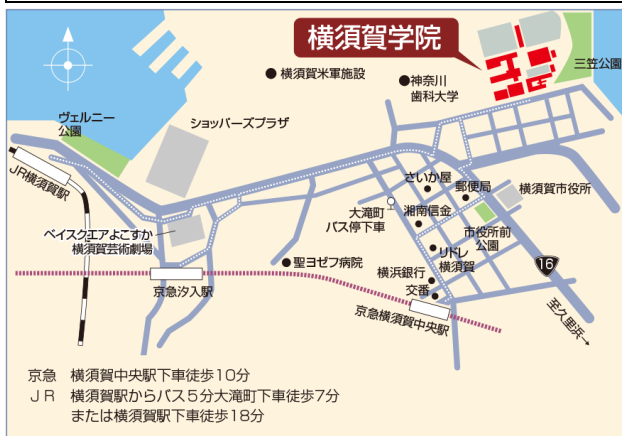 横須賀学院
三笠公園
横須賀米軍施設
神奈川
歯科大学
ヴェルニー
公園
ショッパーズプラザ
JR横須賀駅
さいか屋
郵便局
横須賀市役所
大滝町
バス停下車
湘南信金
市役所前
公園
ベイスクエアよこすか
横須賀芸術劇場
リドレ
横須賀
聖ヨゼフ病院
横浜銀行
16
京急汐入駅
交番
京急横須賀中央駅
至久里浜→
京急 横須賀中央駅下車徒歩10分
JR 横須賀駅からバス5分大滝町下車徒歩7分
または横須賀駅下車徒歩18分